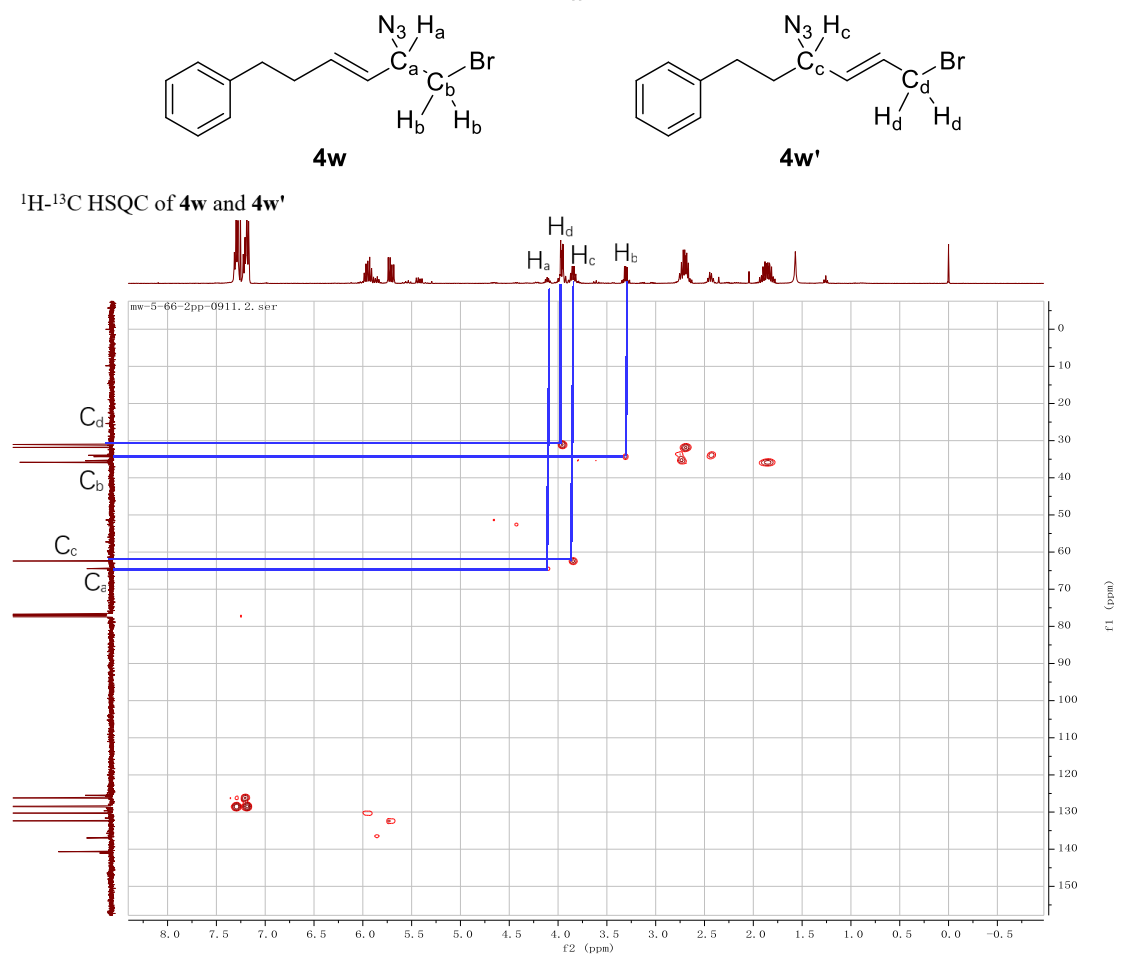 N3 Ha
Ca
Br
Cb
Hb Hb
4w
N3 Hc
Cc
Br
Cd
Hd Hd
4w'
1H-13C HSQC of 4w and 4w'
Hd
Ha Hc Hb
mw-5-66-2pp-0911.2.ser
Cd
Cb
Cc
Ca
0
10
20
30
40
50
60
70
80
90
100
110
120
130
140
150
f1 (ppm)
8.0 7.5 7.0 6.5 6.0 5.5 5.0 4.5 4.0 3.5 3.0 2.5 2.0 1.5 1.0 0.5 0.0 -0.5
f2 (ppm)